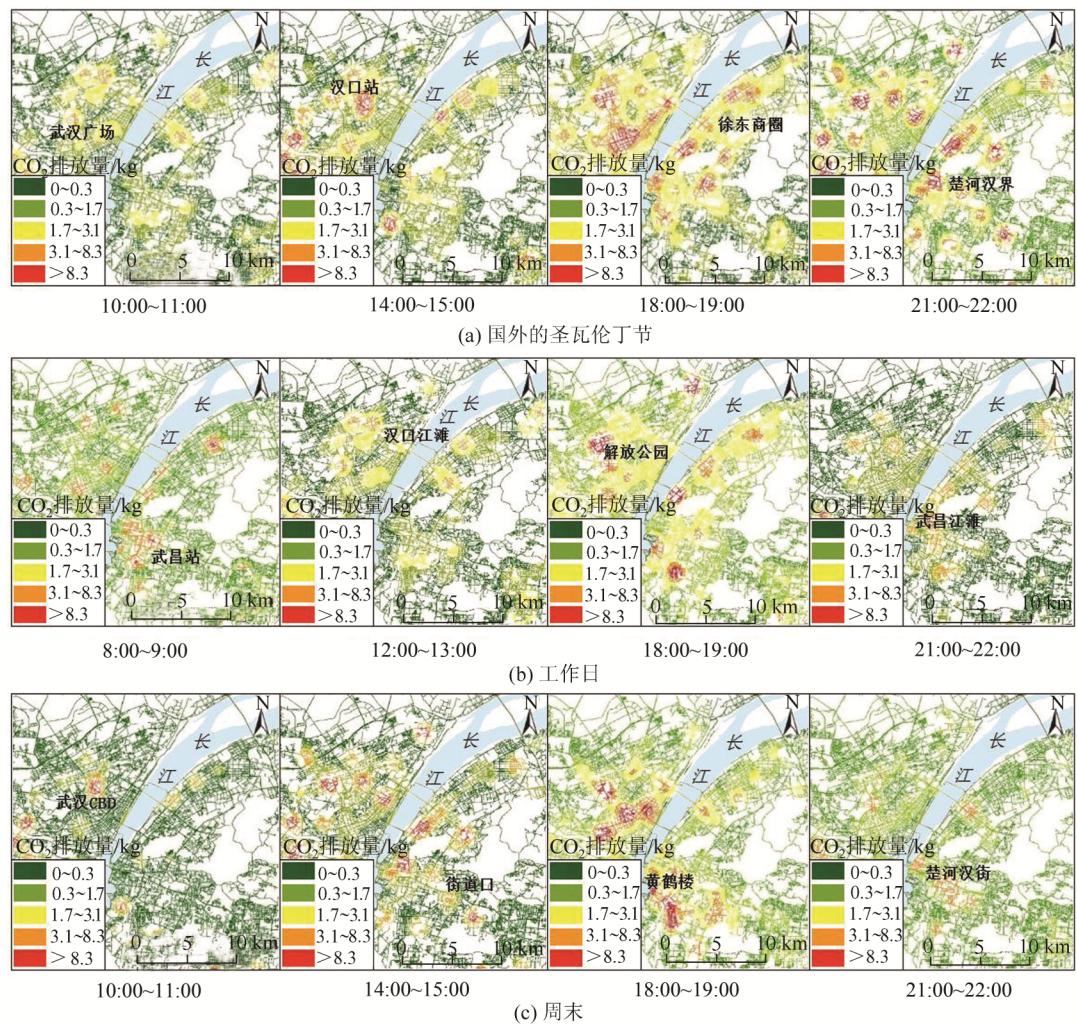 N
长
江
武汉广场
CO₂排放量/kg
0~0.3
0.3~1.7
1.7~3.1
3.1~8.3
>8.3
0 5 10 km
10:00~11:00
N
长
江
汉口站
CO₂排放量/kg
0~0.3
0.3~1.7
1.7~3.1
3.1~8.3
>8.3
0 5 10 km
14:00~15:00
N
长
江
徐东商圈
CO₂排放量/kg
0~0.3
0.3~1.7
1.7~3.1
3.1~8.3
>8.3
0 5 10 km
18:00~19:00
N
长
江
楚河汉界
CO₂排放量/kg
0~0.3
0.3~1.7
1.7~3.1
3.1~8.3
>8.3
0 5 10 km
21:00~22:00
(a) 国外的圣瓦伦丁节
N
长
江
武昌站
CO₂排放量/kg
0~0.3
0.3~1.7
1.7~3.1
3.1~8.3
>8.3
0 5 10 km
8:00~9:00
N
长
江
汉口江滩
CO₂排放量/kg
0~0.3
0.3~1.7
1.7~3.1
3.1~8.3
>8.3
0 5 10 km
12:00~13:00
N
长
江
解放公园
CO₂排放量/kg
0~0.3
0.3~1.7
1.7~3.1
3.1~8.3
>8.3
0 5 10 km
18:00~19:00
N
长
江
武昌江滩
CO₂排放量/kg
0~0.3
0.3~1.7
1.7~3.1
3.1~8.3
>8.3
0 5 10 km
21:00~22:00
(b) 工作日
N
长
江
武汉CBD
CO₂排放量/kg
0~0.3
0.3~1.7
1.7~3.1
3.1~8.3
>8.3
0 5 10 km
10:00~11:00
N
长
江
街道口
CO₂排放量/kg
0~0.3
0.3~1.7
1.7~3.1
3.1~8.3
>8.3
0 5 10 km
14:00~15:00
N
长
江
黄鹤楼
CO₂排放量/kg
0~0.3
0.3~1.7
1.7~3.1
3.1~8.3
>8.3
0 5 10 km
18:00~19:00
N
长
江
楚河汉街
CO₂排放量/kg
0~0.3
0.3~1.7
1.7~3.1
3.1~8.3
>8.3
0 5 10 km
21:00~22:00
(c) 周末